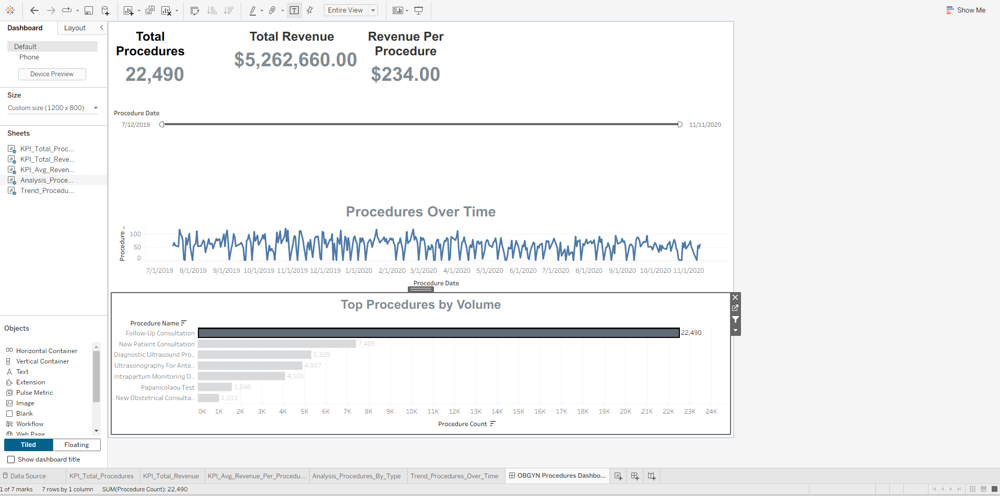 Entire View
Show Me
Dashboard
Layout
Default
Phone
Device Preview
Size
Custom size (1200 x 800)
Sheets
KPI_Total_Proc...
KPI_Total_Reve...
KPI_Avg_Reven...
Analysis_Proce...
Trend_Procedu...
Objects
Horizontal Container
Vertical Container
Text
Extension
Pulse Metric
Image
Blank
Workflow
Web Page
Tiled
Floating
Show dashboard title
Total
Procedures
22,490
Total Revenue
$5,262,660.00
Revenue Per
Procedure
$234.00
Procedure Date
7/12/2019
11/11/2020
Procedures Over Time
Procedure ..
100
50
0
7/1/2019 8/1/2019 9/1/2019 10/1/2019 11/1/2019 12/1/2019 1/1/2020 2/1/2020 3/1/2020 4/1/2020 5/1/2020 6/1/2020 7/1/2020 8/1/2020 9/1/2020 10/1/2020 11/1/2020
Procedure Date
Top Procedures by Volume
Procedure Name
Follow-Up Consultation 22,490
New Patient Consultation 7,405
Diagnostic Ultrasound Pro.. 5,329
Ultrasonography For Ante.. 4,907
Intrapartum Monitoring O.. 4,101
Papanicolaou Test 1,598
New Obstetrical Consulta.. 1,011
0K 1K 2K 3K 4K 5K 6K 7K 8K 9K 10K 11K 12K 13K 14K 15K 16K 17K 18K 19K 20K 21K 22K 23K 24K
Procedure Count
Data Source
KPI_Total_Procedures
KPI_Total_Revenue
KPI_Avg_Revenue_Per_Procedu...
Analysis_Procedures_By_Type
Trend_Procedures_Over_Time
OBGYN Procedures Dashbo...
1 of 7 marks 7 rows by 1 column SUM(Procedure Count): 22,490